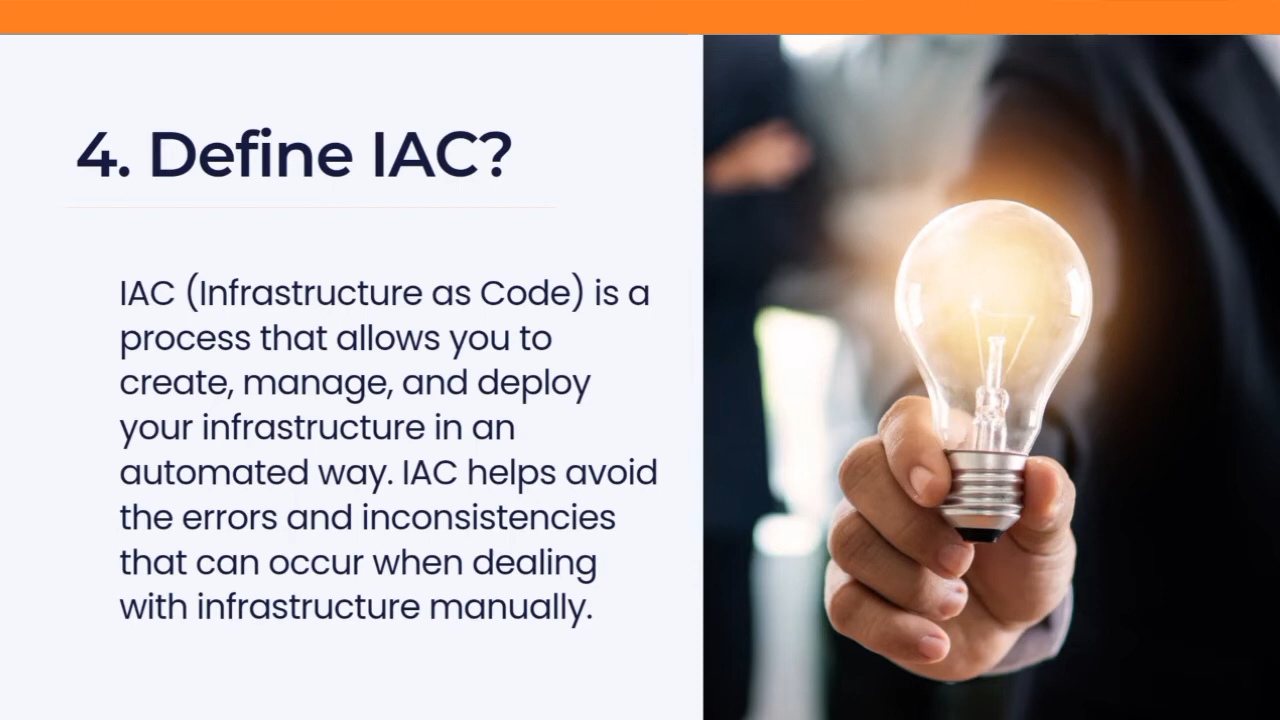 4. Define IAC?
IAC (Infrastructure as Code) is a
process that allows you to
create, manage, and deploy
your infrastructure in an
automated way. IAC helps avoid
the errors and inconsistencies
that can occur when dealing
with infrastructure manually.